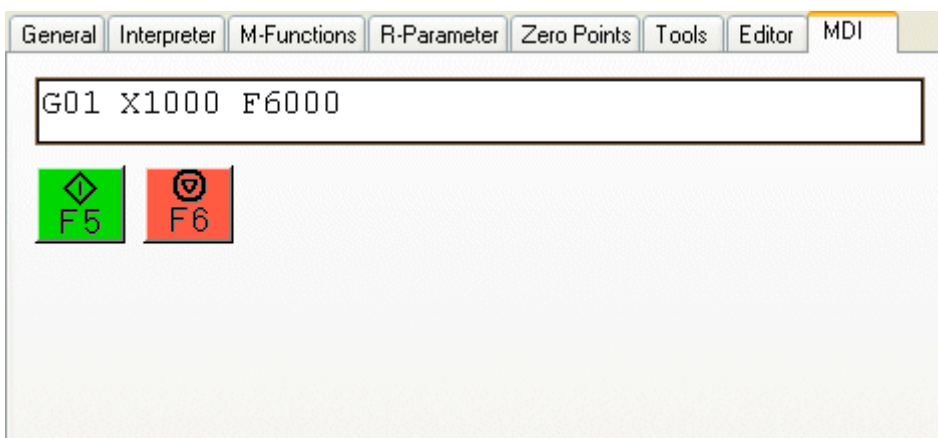 General Interpreter M-Functions R-Parameter Zero Points Tools Editor MDI
G01 X1000 F6000
F5 F6